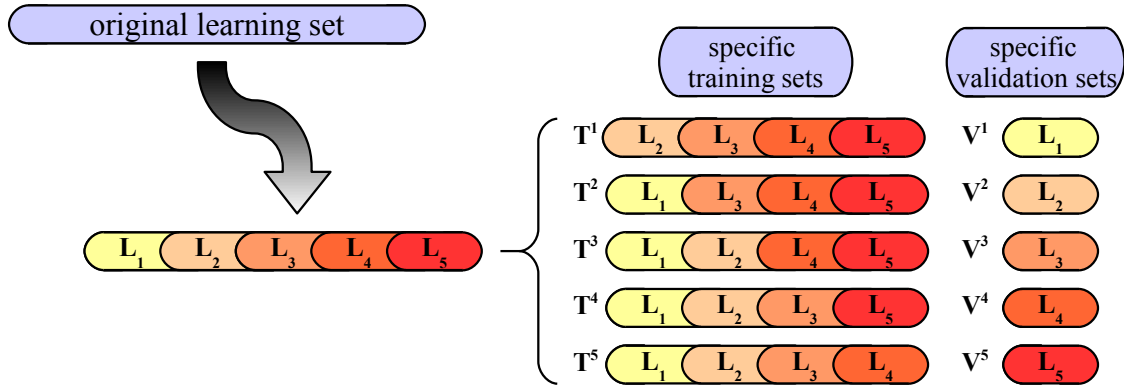 original learning set
specific training sets
specific validation sets
T¹ L₂ L₃ L₄ L₅ V¹ L₁
T² L₁ L₃ L₄ L₅ V² L₂
L₁ L₂ L₃ L₄ L₅
T³ L₁ L₂ L₄ L₅ V³ L₃
T⁴ L₁ L₂ L₃ L₅ V⁴ L₄
T⁵ L₁ L₂ L₃ L₄ V⁵ L₅